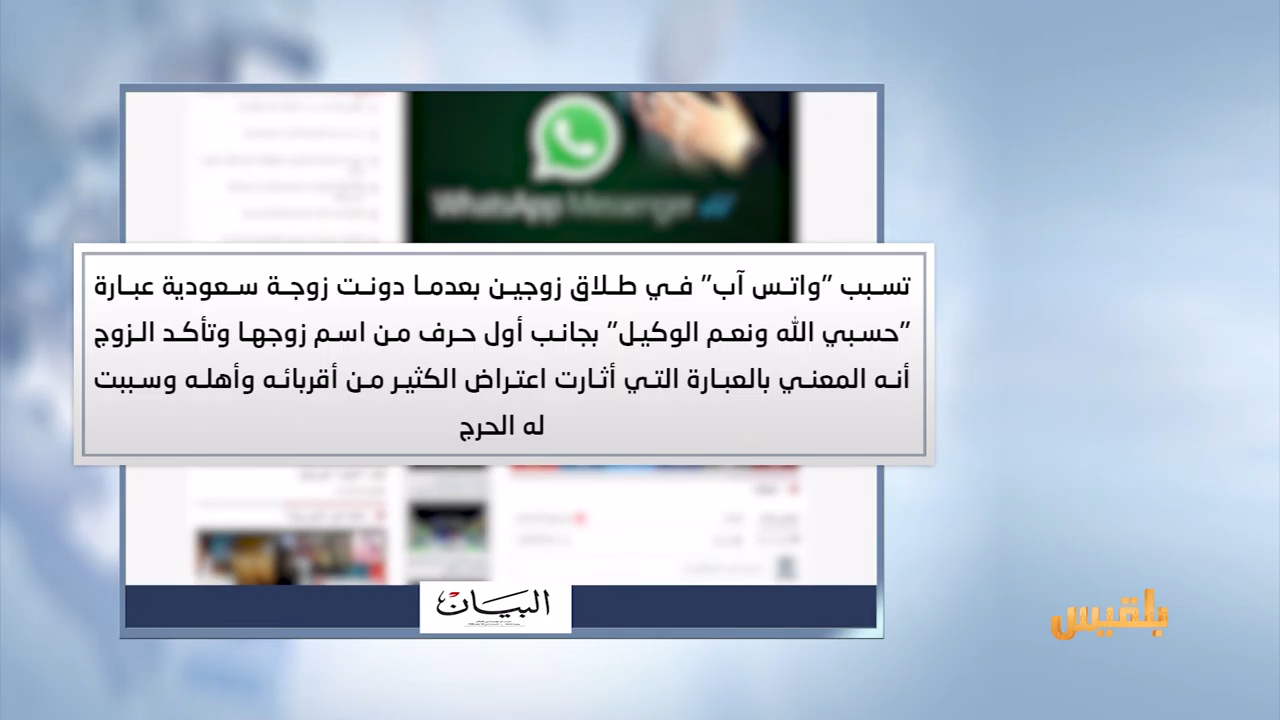 WhatsApp Messenger
تسبب "واتس آب" في طلاق زوجين بعدما دونت زوجة سعودية عبارة
"حسبي الله ونعم الوكيل" بجانب أول حرف من اسم زوجها وتأكد الزوج
أنه المعني بالعبارة التي أثارت اعتراض الكثير من أقربائه وأهله وسببت
له الحرج
البيان
بلقيس